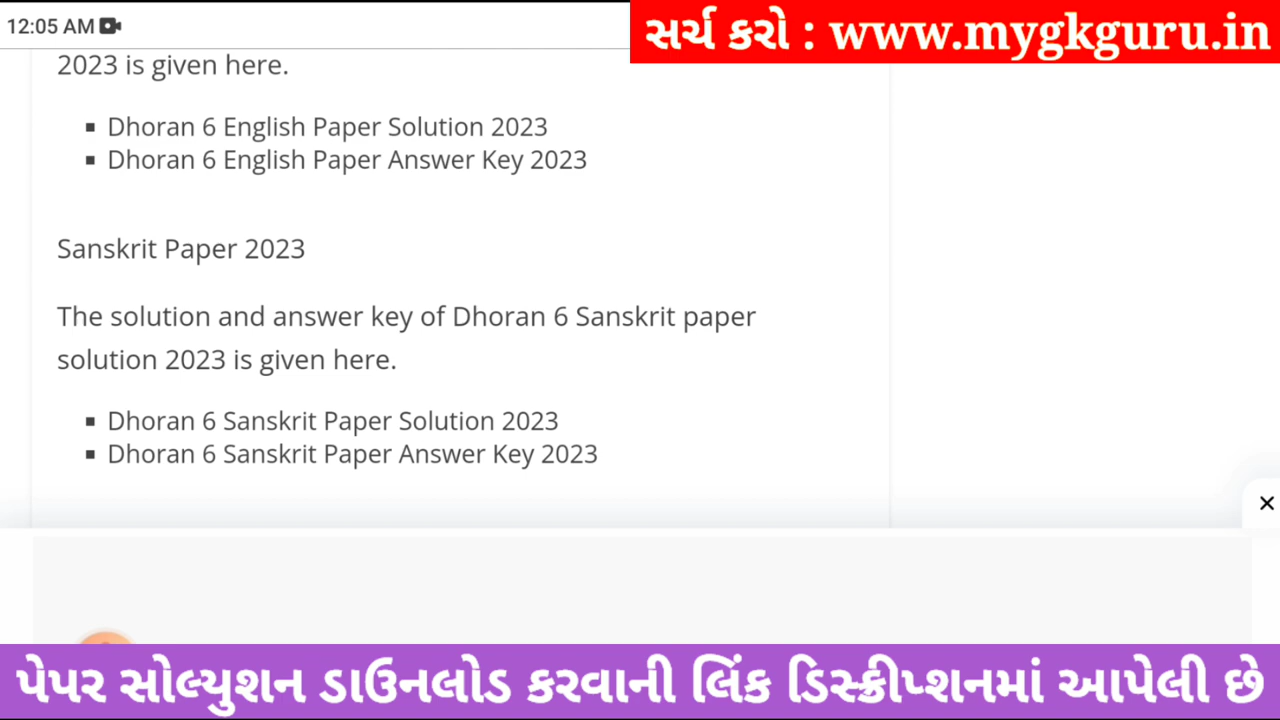 12:05 AM
સર્ચ કરો : www.mygkguru.in
2023 is given here.
Dhoran 6 English Paper Solution 2023
Dhoran 6 English Paper Answer Key 2023
Sanskrit Paper 2023
The solution and answer key of Dhoran 6 Sanskrit paper
solution 2023 is given here.
Dhoran 6 Sanskrit Paper Solution 2023
Dhoran 6 Sanskrit Paper Answer Key 2023
પેપર સોલ્યુશન ડાઉનલોડ કરવાની લિંક ડિસ્ક્રીપ્શનમાં આપેલી છે